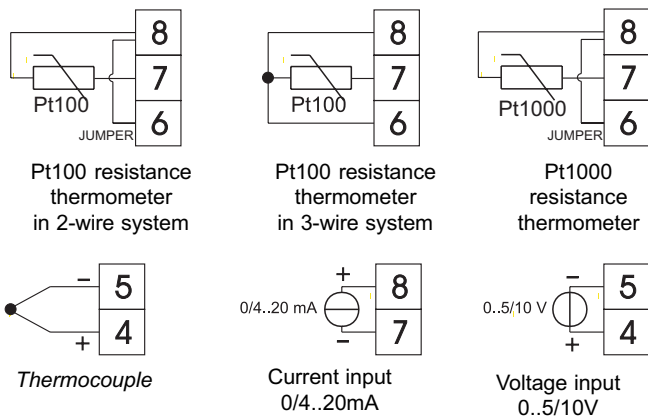 8
7
6
Pt100
JUMPER
Pt100 resistance
thermometer
in 2-wire system
8
7
6
Pt100
Pt100 resistance
thermometer
in 3-wire system
8
7
6
Pt1000
JUMPER
Pt1000
resistance
thermometer
-
5
4
+
Thermocouple
+
8
0/4..20 mA
7
-
Current input
0/4..20mA
-
5
0..5/10 V
4
+
Voltage input
0..5/10V